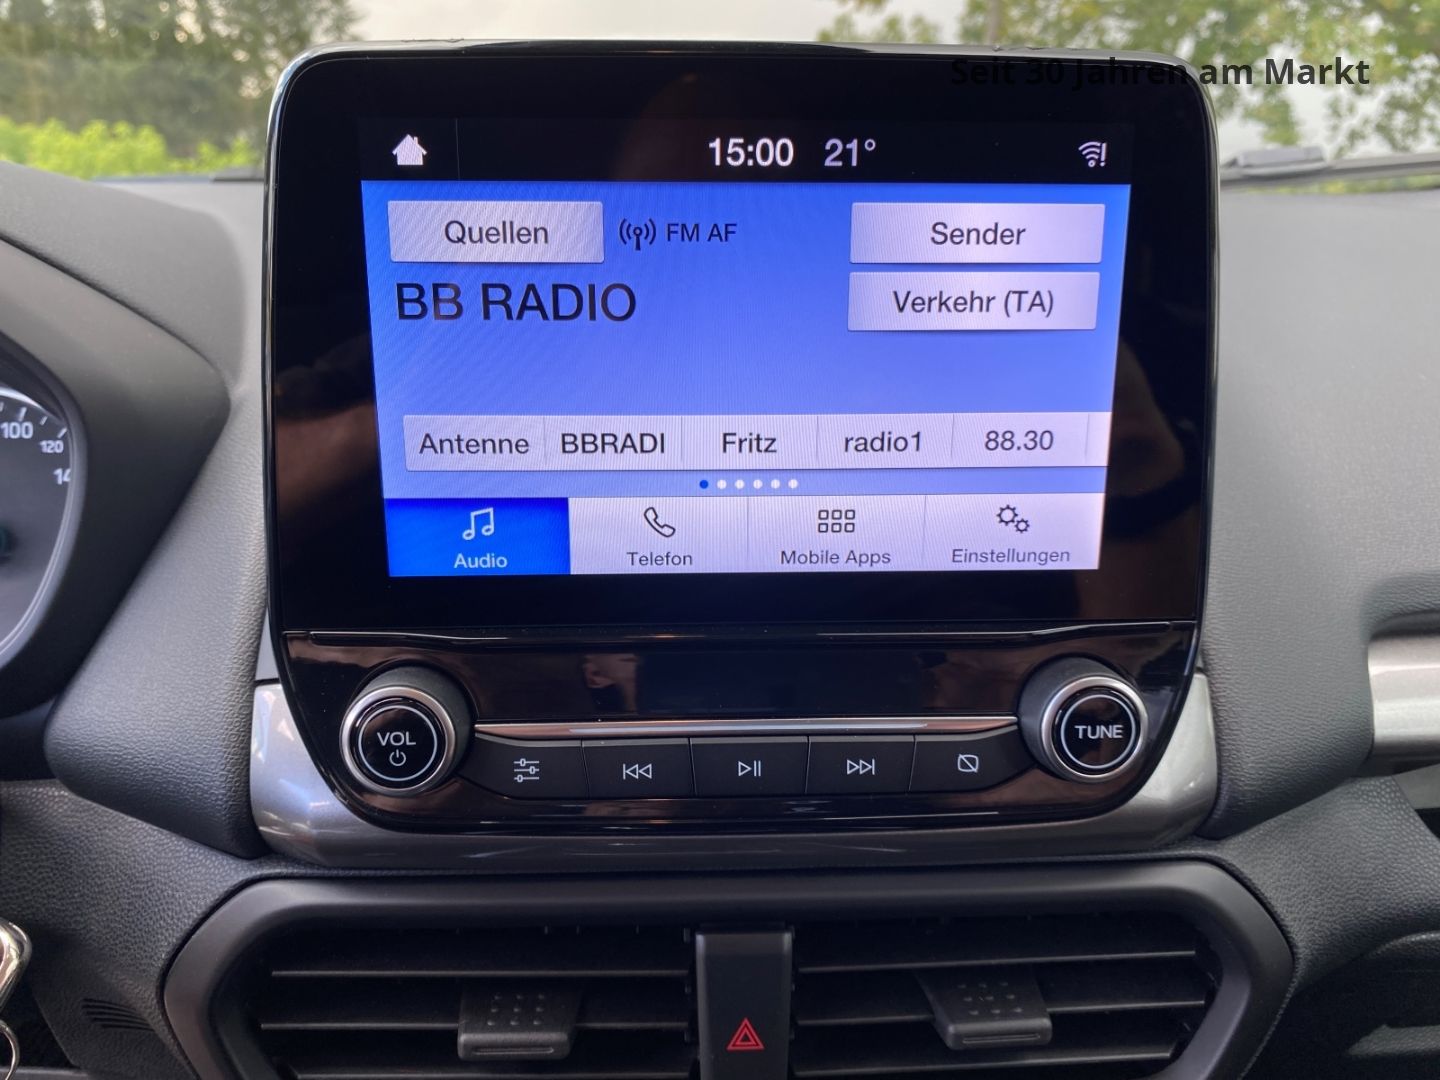 Seit 30 Jahren am Markt
15:00 21°
Quellen FM AF Sender
BB RADIO Verkehr (TA)
Antenne BBRADI Fritz radio1 88.30
Audio Telefon Mobile Apps Einstellungen
100
120
14
VOL TUNE